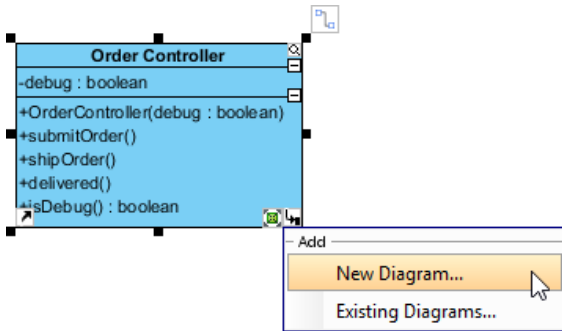 Order Controller
-debug : boolean
+OrderController(debug : boolean)
+submitOrder()
+shipOrder()
+delivered()
+isDebug() : boolean
Add
New Diagram...
Existing Diagrams...